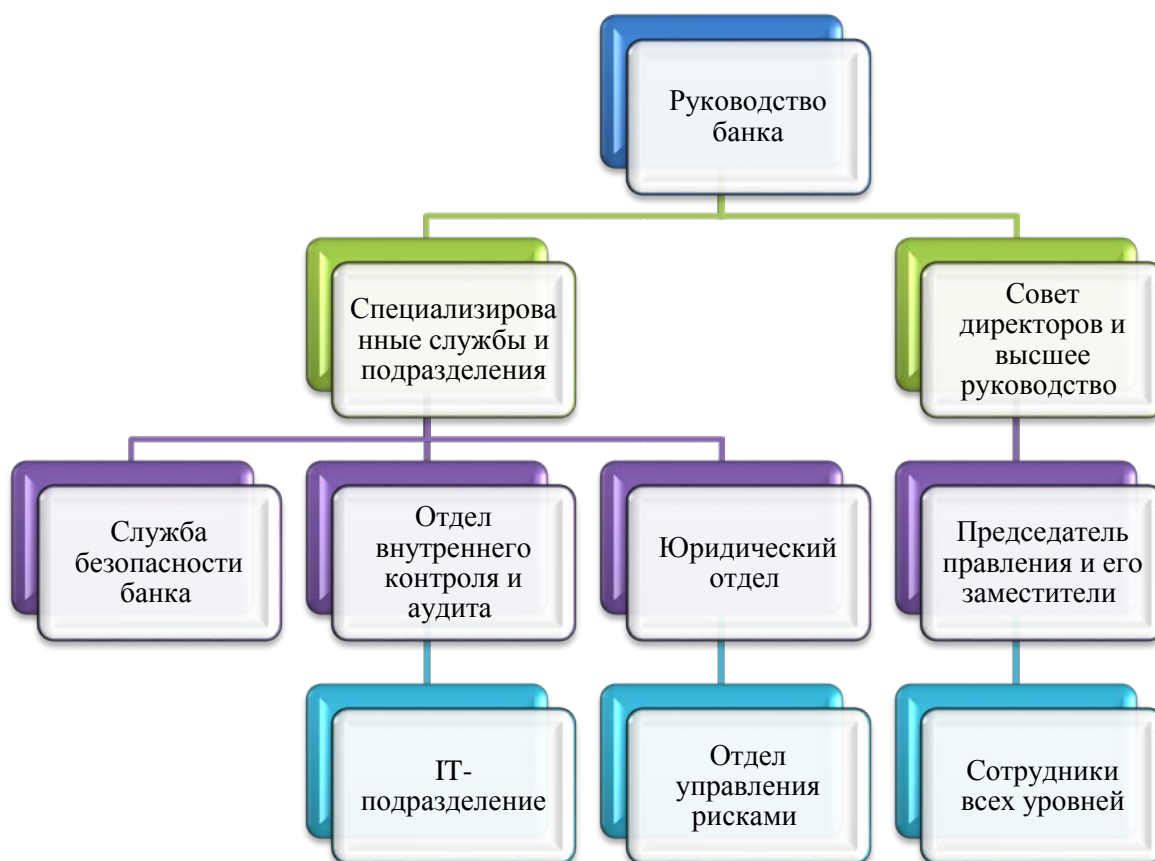 Руководство
банка
Специализирова
нные службы и
подразделения
Совет
директоров и
высшее
руководство
Служба
безопасности
банка
Отдел
внутреннего
контроля и
аудита
Юридический
отдел
Председатель
правления и его
заместители
IT-
подразделение
Отдел
управления
рисками
Сотрудники
всех уровней